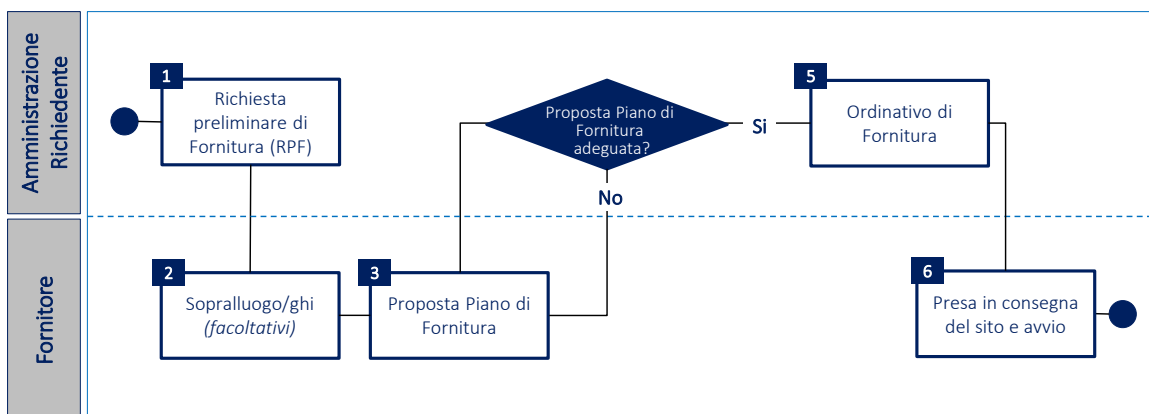 Amministrazione
Richiedente
1
Richiesta
preliminare di
Fornitura (RPF)
Proposta Piano di
Fornitura
adeguata?
Si
No
5
Ordinativo di
Fornitura
Fornitore
2
Sopralluogo/ghi
(facoltativi)
3
Proposta Piano di
Fornitura
6
Presa in consegna
del sito e avvio